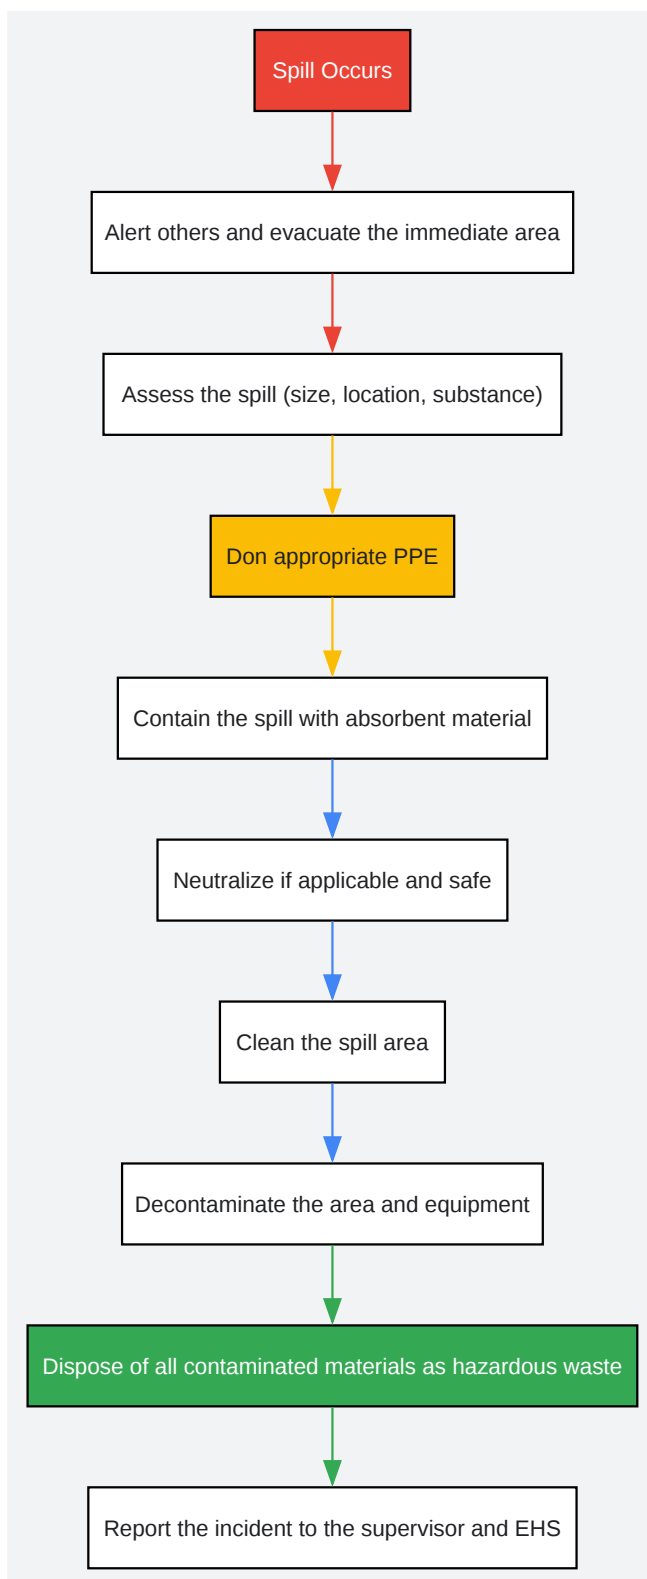 Spill Occurs
Alert others and evacuate the immediate area
Assess the spill (size, location, substance)
Don appropriate PPE
Contain the spill with absorbent material
Neutralize if applicable and safe
Clean the spill area
Decontaminate the area and equipment
Dispose of all contaminated materials as hazardous waste
Report the incident to the supervisor and EHS